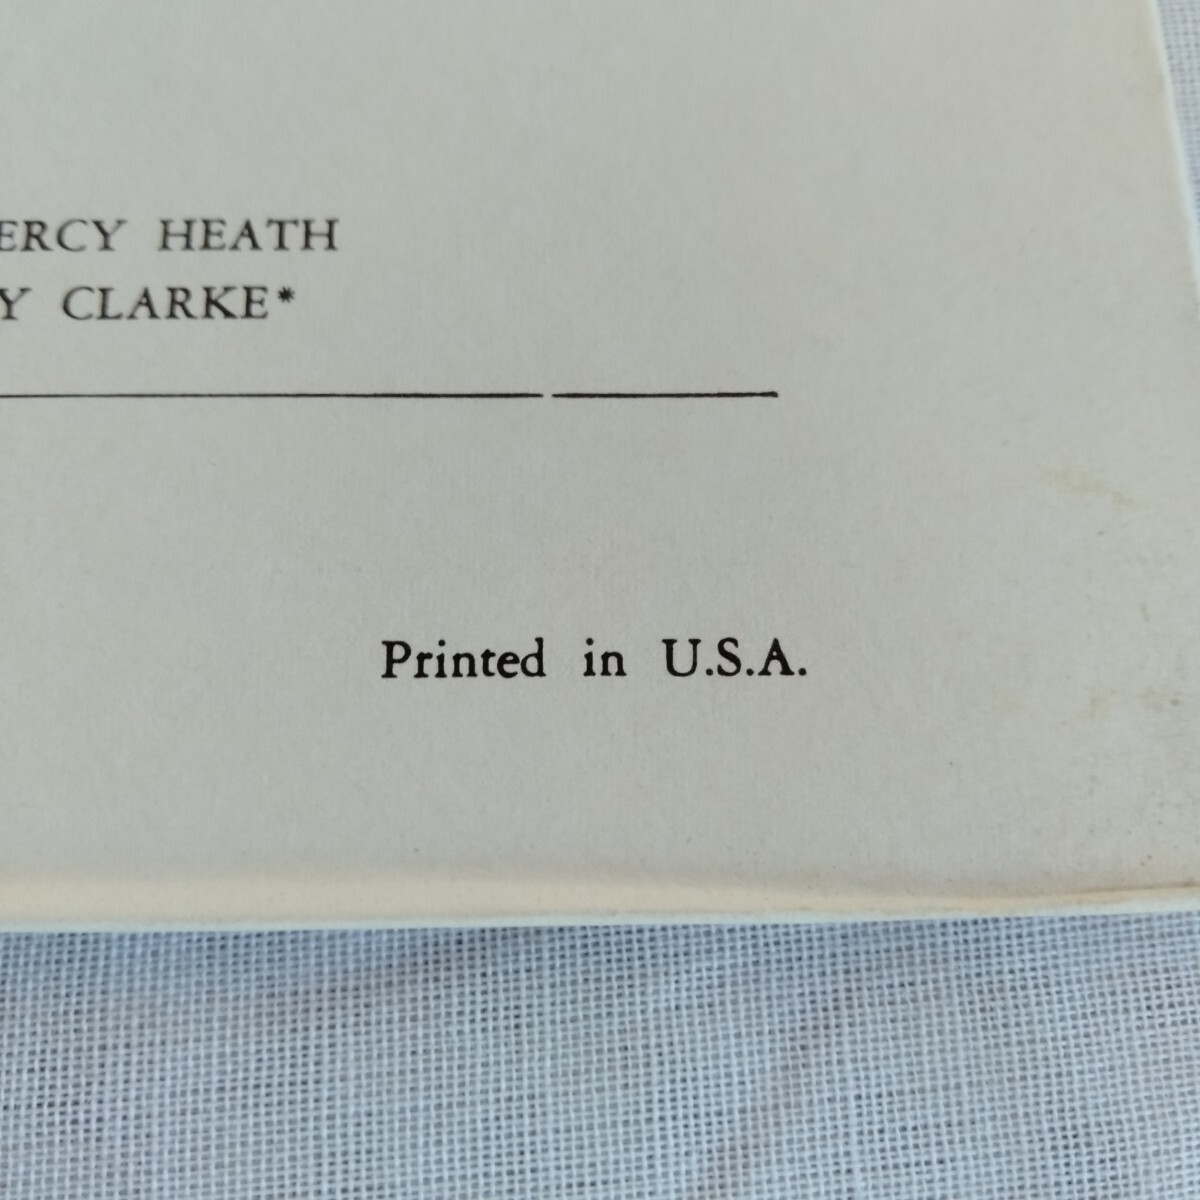 ERCY HEATH
Y CLARKE*
Printed in U.S.A.